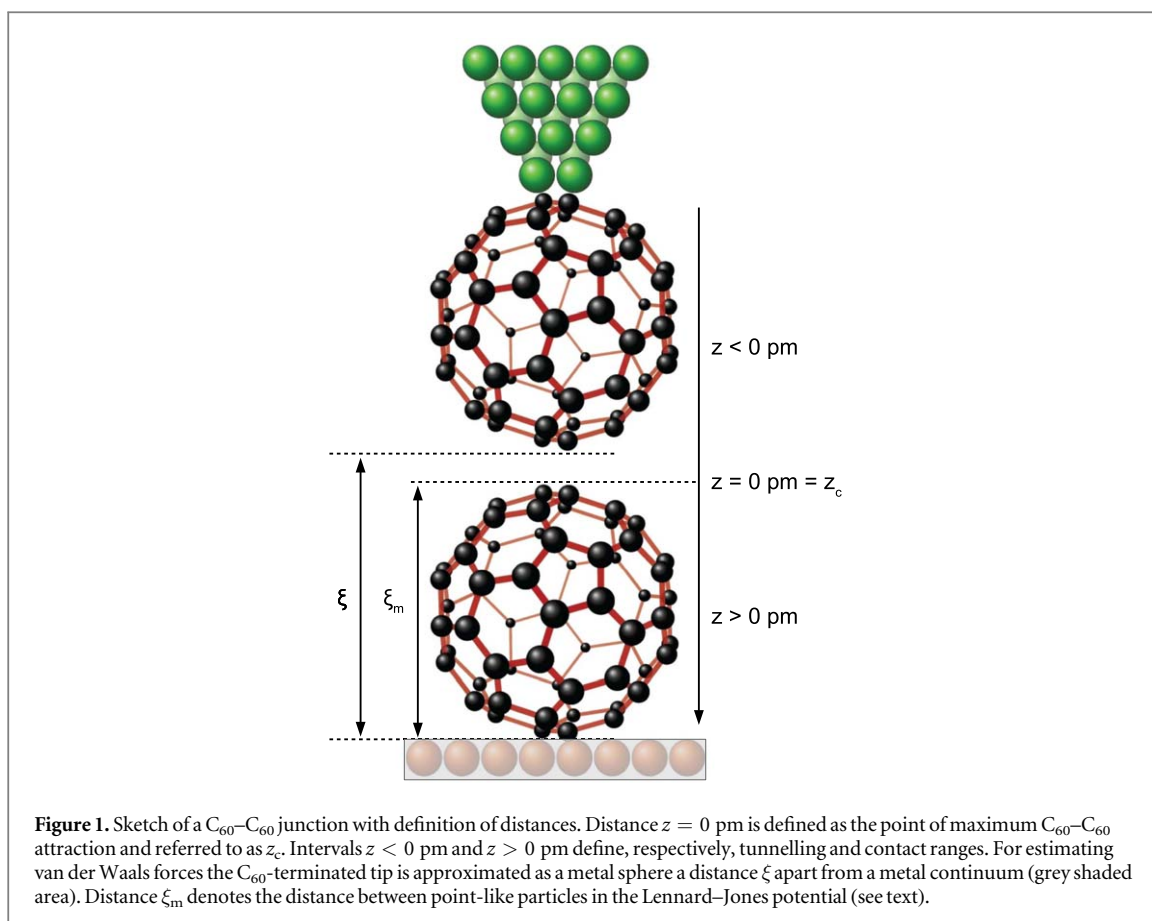 z < 0 pm
z = 0 pm = z_c
ξ
ξ_m
z > 0 pm
Figure 1. Sketch of a C₆₀–C₆₀ junction with definition of distances. Distance z = 0 pm is defined as the point of maximum C₆₀–C₆₀
attraction and referred to as z_c. Intervals z < 0 pm and z > 0 pm define, respectively, tunnelling and contact ranges. For estimating
van der Waals forces the C₆₀-terminated tip is approximated as a metal sphere a distance ξ apart from a metal continuum (grey shaded
area). Distance ξ_m denotes the distance between point-like particles in the Lennard–Jones potential (see text).